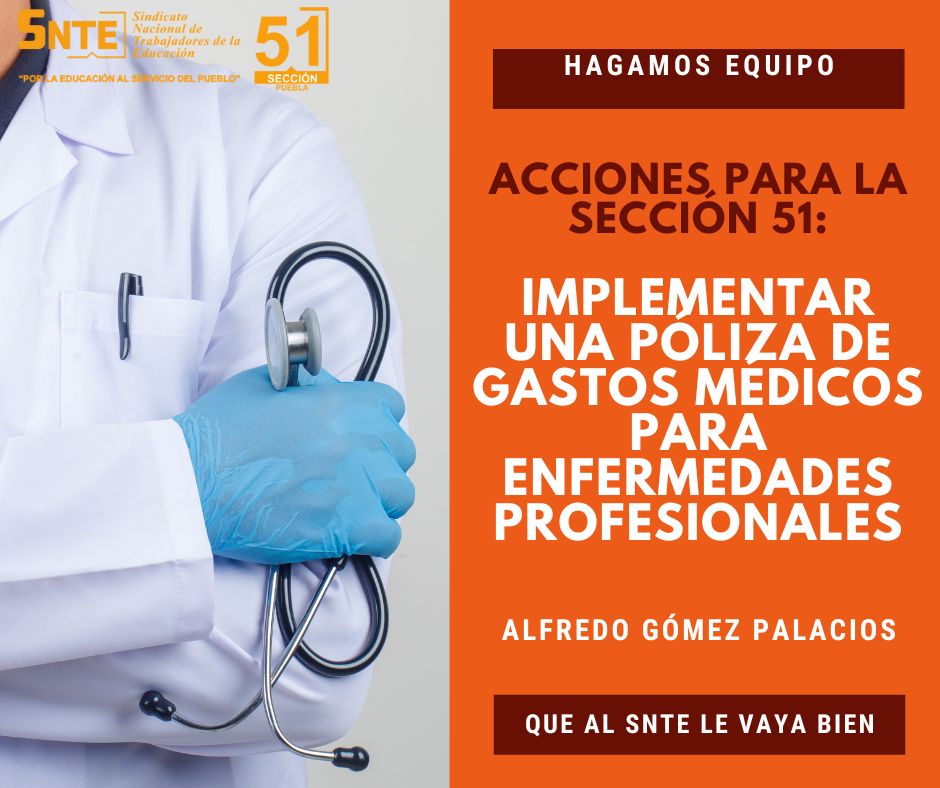 SNTE
Sindicato
Nacional de
Trabajadores de la
Educación
"POR LA EDUCACIÓN AL SERVICIO DEL PUEBLO"
51
SECCIÓN
PUEBLA
HAGAMOS EQUIPO
ACCIONES PARA LA
SECCIÓN 51:
IMPLEMENTAR
UNA PÓLIZA DE
GASTOS MÉDICOS
PARA
ENFERMEDADES
PROFESIONALES
ALFREDO GÓMEZ PALACIOS
QUE AL SNTE LE VAYA BIEN